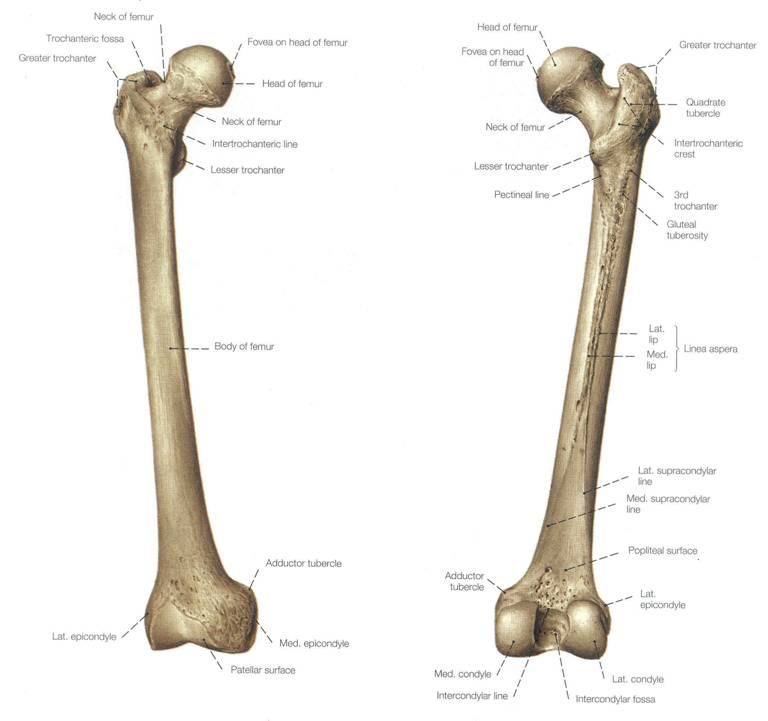 Neck of femur
Trochanteric fossa
Greater trochanter
Fovea on head of femur
Head of femur
Neck of femur
Intertrochanteric line
Lesser trochanter
Body of femur
Adductor tubercle
Lat. epicondyle
Med. epicondyle
Patellar surface
Head of femur
Fovea on head
of femur
Greater trochanter
Quadrate
tubercle
Neck of femur
Intertrochanteric
crest
Lesser trochanter
Pectineal line
3rd
trochanter
Gluteal
tuberosity
Lat.
lip
Med.
lip
Linea aspera
Lat. supracondylar
line
Med. supracondylar
line
Popliteal surface
Adductor
tubercle
Lat.
epicondyle
Med. condyle
Lat. condyle
Intercondylar line
Intercondylar fossa